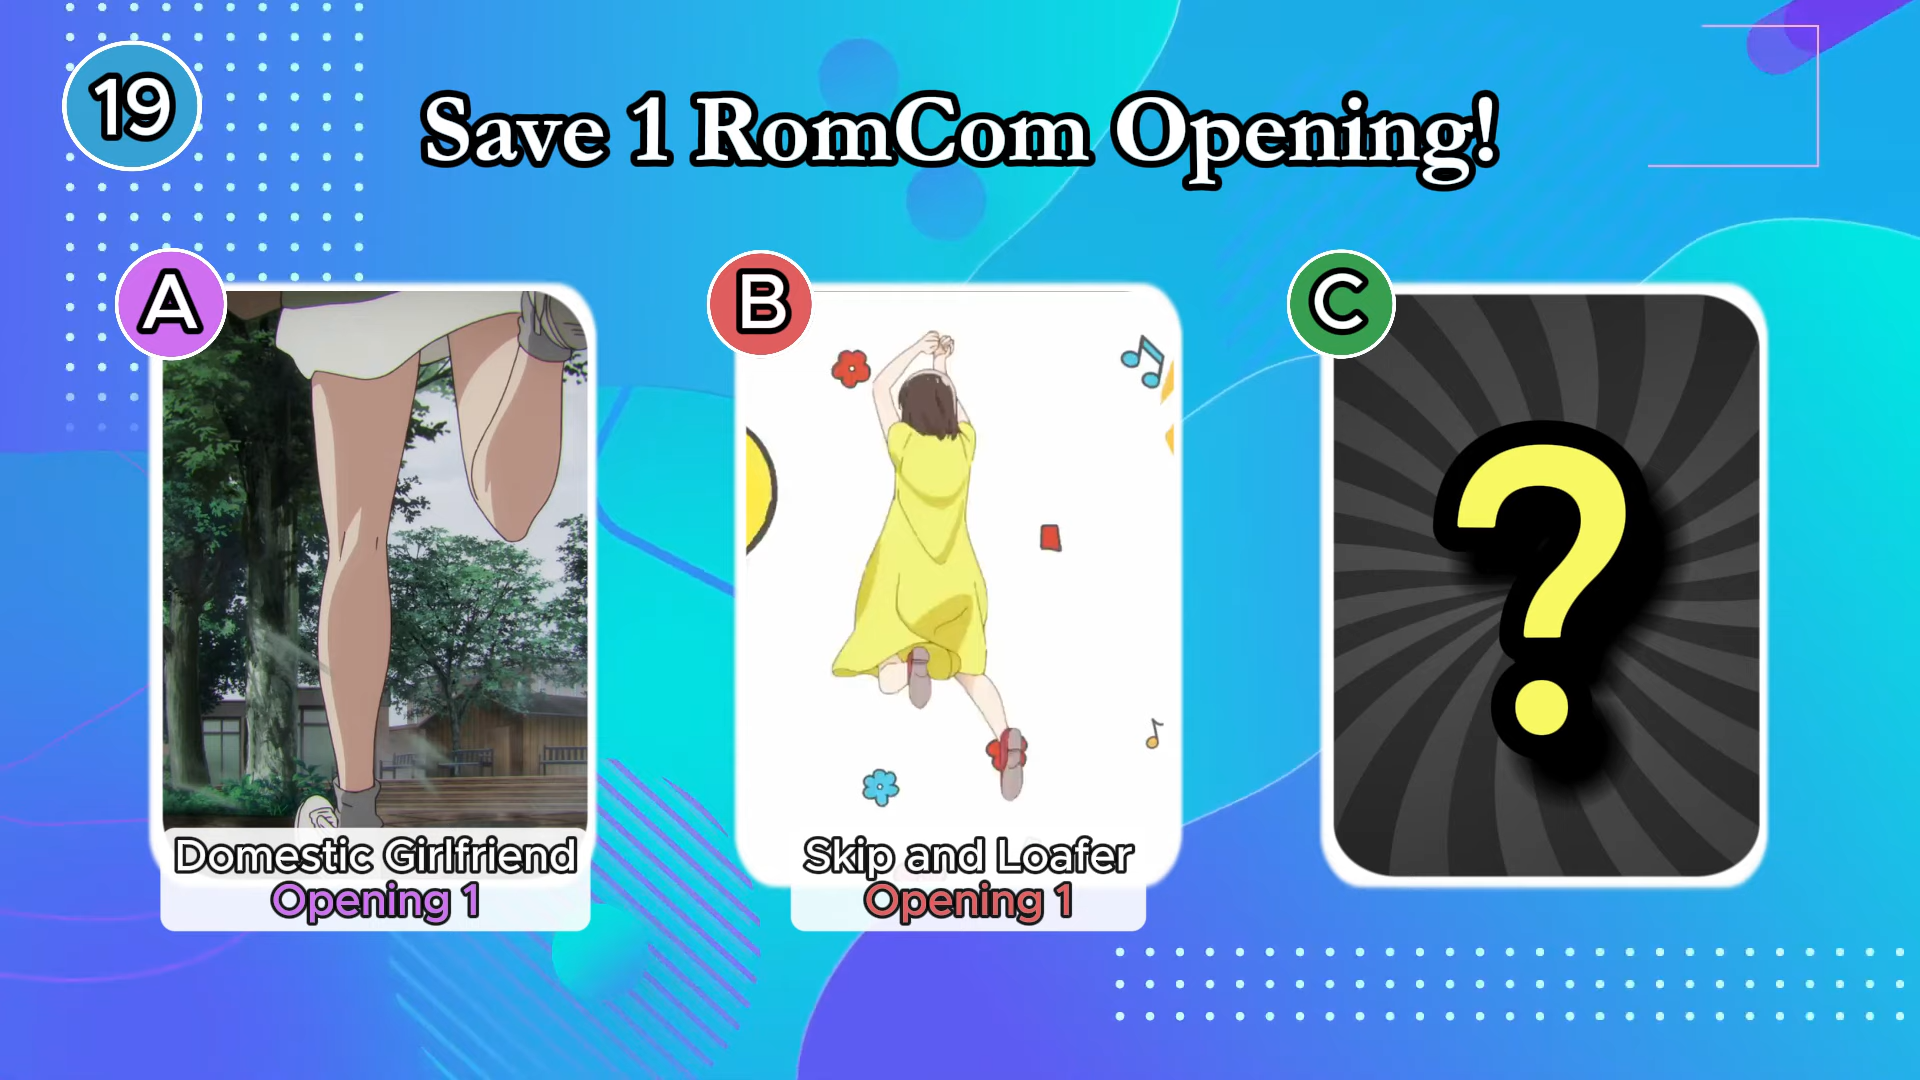 19
Save 1 RomCom Opening!
A
B
C
?
Domestic Girlfriend
Opening 1
Skip and Loafer
Opening 1